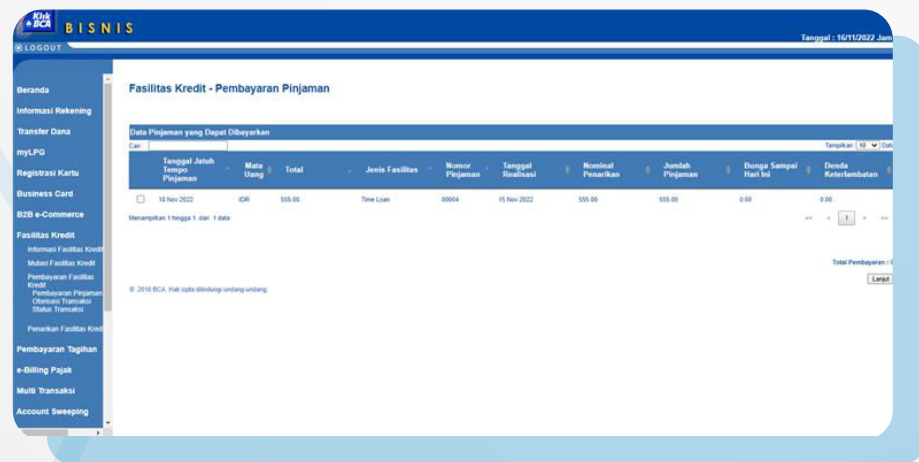 Klik BCA BISNIS
LOGOUT
Tanggal : 16/11/2022 Jam
Beranda
Informasi Rekening
Transfer Dana
myLPG
Registrasi Kartu
Business Card
B2B e-Commerce
Fasilitas Kredit
Informasi Fasilitas Kredit
Mutasi Fasilitas Kredit
Pembayaran Fasilitas
Kredit
Pembayaran Pinjaman
Otorisasi Transaksi
Status Transaksi
Penarikan Fasilitas Kred
Pembayaran Tagihan
e-Billing Pajak
Multi Transaksi
Account Sweeping
Fasilitas Kredit - Pembayaran Pinjaman
Data Pinjaman yang Dapat Dibayarkan
Cari :
Tampilkan 10 Data
Tanggal Jatuh Tempo Pinjaman Mata Uang Total Jenis Fasilitas Nomor Pinjaman Tanggal Realisasi Nominal Penarikan Jumlah Pinjaman Bunga Sampai Hari Ini Denda Keterlambatan
10 Nov 2022 IDR 555.00 Time Loan 00004 15 Nov 2022 555.00 555.00 0.00 0.00
Menampilkan 1 hingga 1 dari 1 data
<< < 1 > >>
Total Pembayaran :
Lanjut
© 2010 BCA. Hak cipta dilindungi undang-undang.